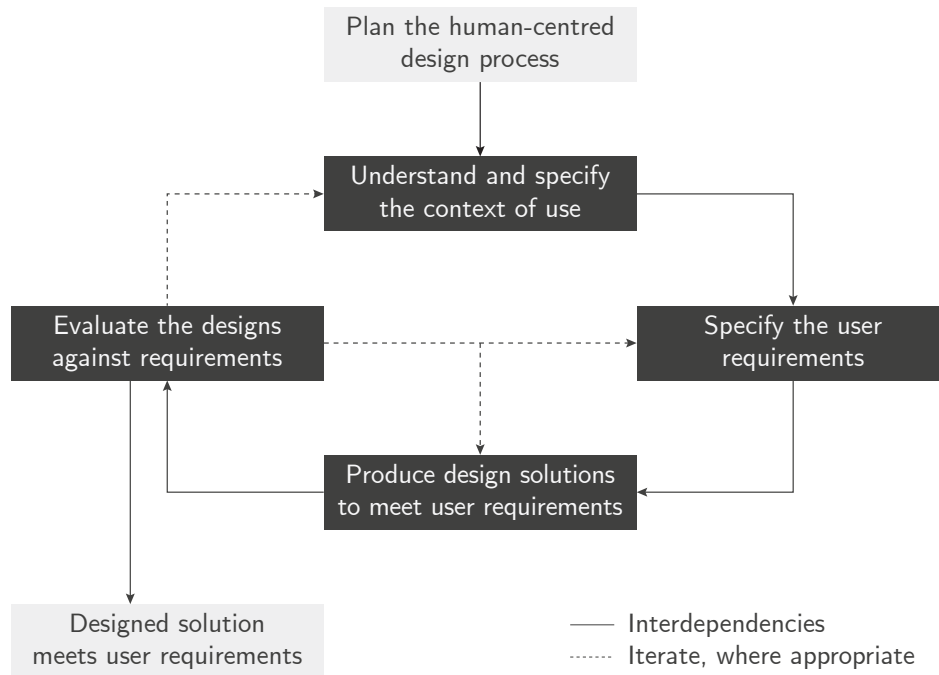 Plan the human-centred
design process
Understand and specify
the context of use
Evaluate the designs
against requirements
Specify the user
requirements
Produce design solutions
to meet user requirements
Designed solution
meets user requirements
Interdependencies
Iterate, where appropriate